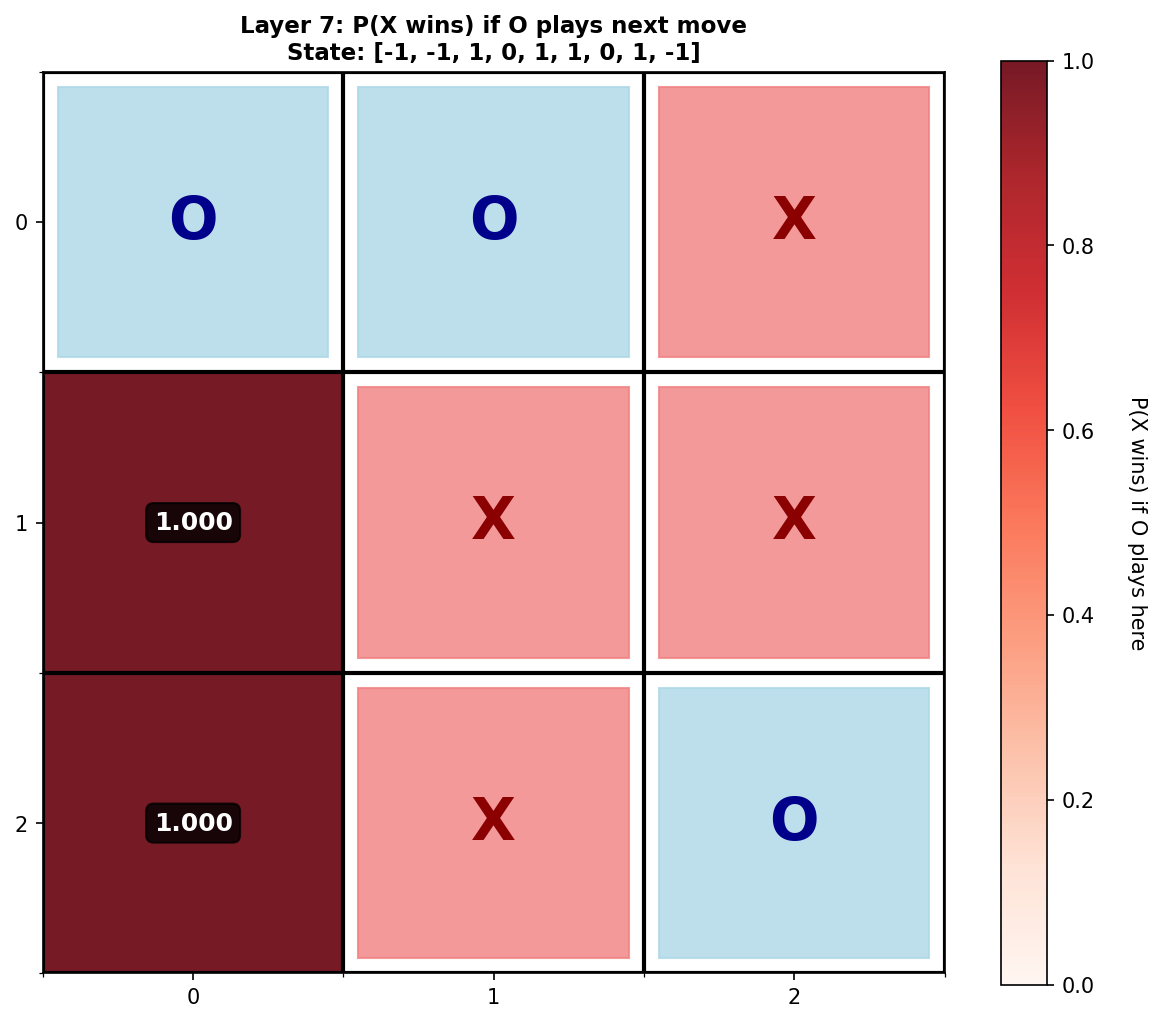 Layer 7: P(X wins) if O plays next move
State: [-1, -1, 1, 0, 1, 1, 0, 1, -1]
O O X
1.000 X X
1.000 X O
0
1
2
0 1 2
1.0
0.8
0.6
0.4
0.2
0.0
P(X wins) if O plays here